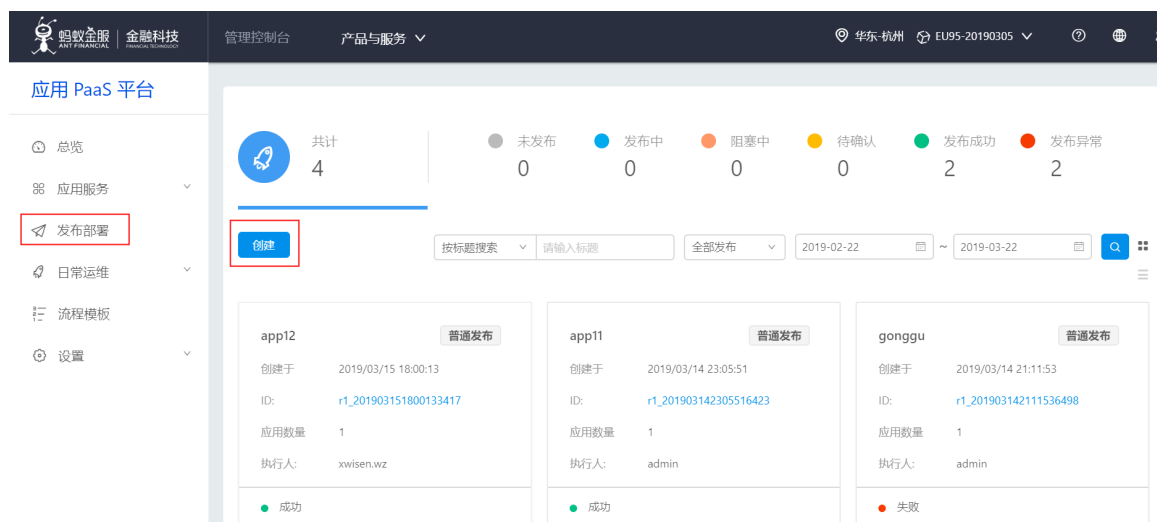 蚂蚁金服 金融科技
ANT FINANCIAL FINANCIAL TECHNOLOGY
管理控制台 产品与服务
华东-杭州 EU95-20190305
应用 PaaS 平台
总览
应用服务
发布部署
日常运维
流程模板
设置
共计 未发布 发布中 阻塞中 待确认 发布成功 发布异常
4 0 0 0 0 2 2
创建 按标题搜索 请输入标题 全部发布 2019-02-22 ~ 2019-03-22
app12 普通发布
创建于 2019/03/15 18:00:13
ID: r1_201903151800133417
应用数量 1
执行人: xwisen.wz
成功
app11 普通发布
创建于 2019/03/14 23:05:51
ID: r1_201903142305516423
应用数量 1
执行人: admin
成功
gonggu 普通发布
创建于 2019/03/14 21:11:53
ID: r1_201903142111536498
应用数量 1
执行人: admin
失败